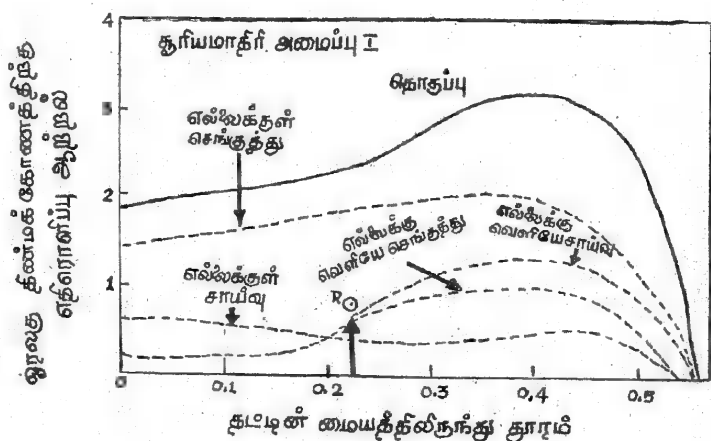 ஓரலகு திண்மக்கோணத்திற்கு
எதிரொளிப்பு ஆற்றல்
4
3
2
1
சூரியமாதிரி அமைப்பு I
தொகுப்பு
எல்லைக்குள்
செங்குத்து
எல்லைக்கு
வெளியே செங்குத்து
எல்லைக்கு
வெளியேசாய்வு
எல்லைக்குள்
சாய்வு
R⊙
0
0.1
0.2
0.3
0.4
0.5
தட்டின் மையத்திலிருந்து தூரம்